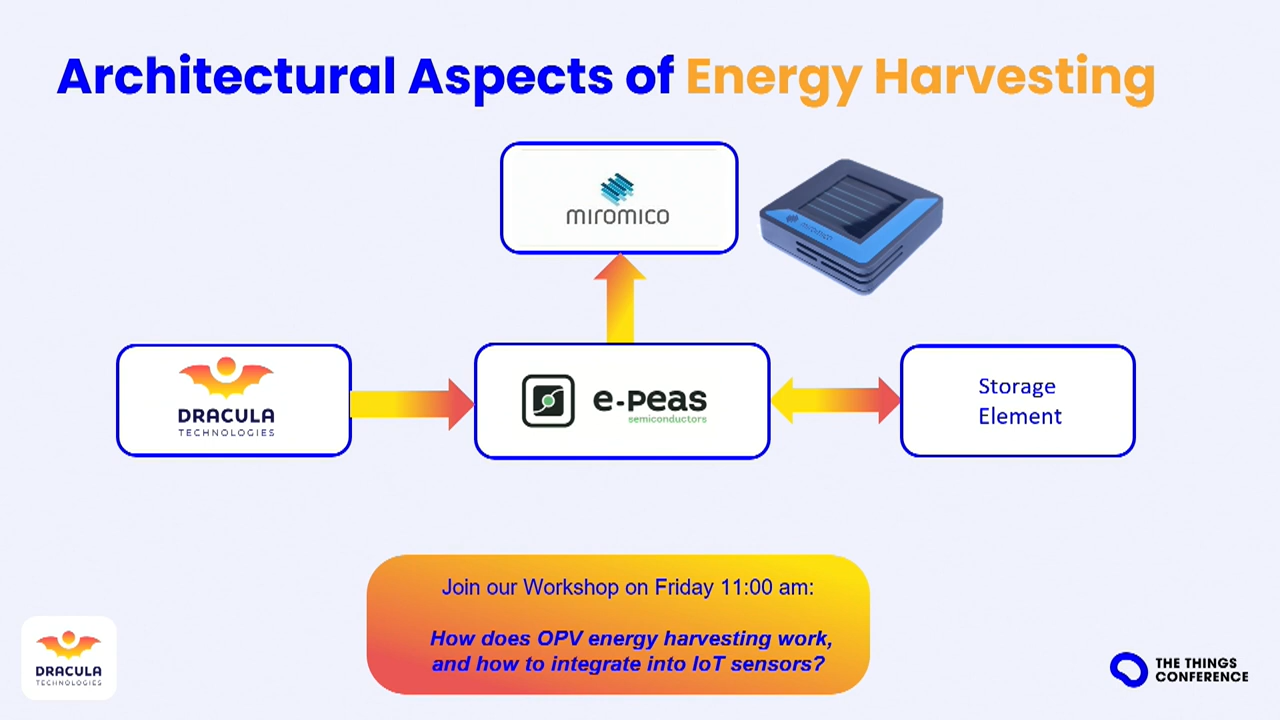 Architectural Aspects of Energy Harvesting
miromico
miromico
DRACULA
TECHNOLOGIES
e-peas
semiconductors
Storage
Element
Join our Workshop on Friday 11:00 am:
How does OPV energy harvesting work,
and how to integrate into IoT sensors?
DRACULA
TECHNOLOGIES
THE THINGS
CONFERENCE